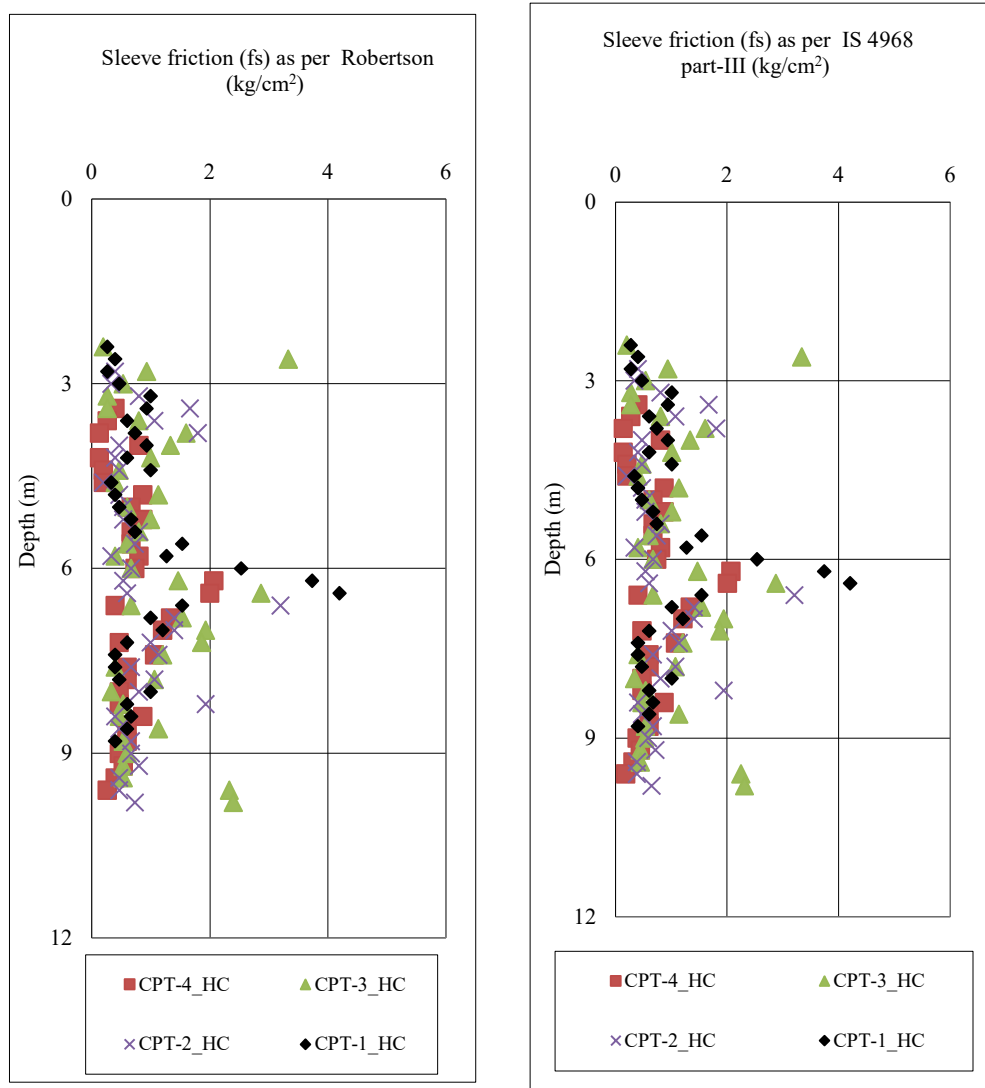 Sleeve friction (fs) as per Robertson
(kg/cm²)
0 2 4 6
0
3
6
9
12
Depth (m)
CPT-4_HC CPT-3_HC
CPT-2_HC CPT-1_HC
Sleeve friction (fs) as per IS 4968
part-III (kg/cm²)
0 2 4 6
0
3
6
9
12
Depth (m)
CPT-4_HC CPT-3_HC
CPT-2_HC CPT-1_HC